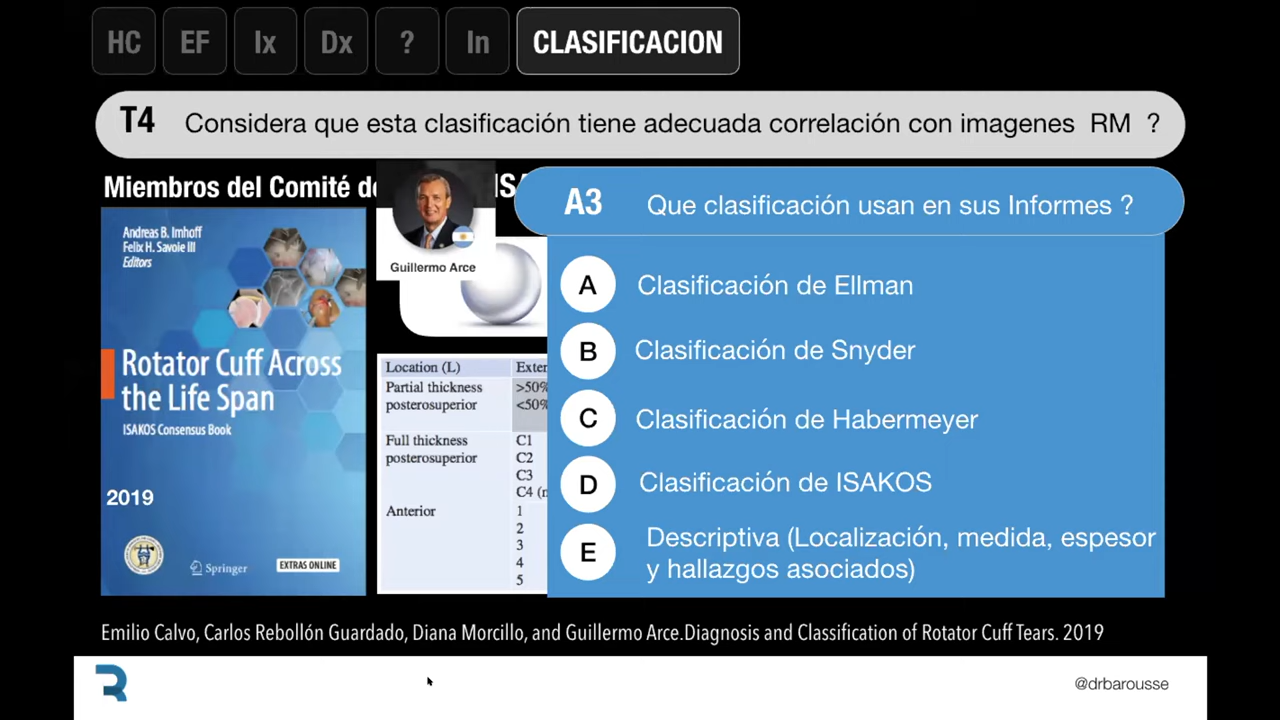 HC
EF
Ix
Dx
?
In
CLASIFICACION
T4 Considera que esta clasificación tiene adecuada correlación con imagenes RM ?
Miembros del Comité de
Guillermo Arce
Andreas B. Imhoff
Felix H. Savoie III
Editors
Rotator Cuff Across
the Life Span
ISAKOS Consensus Book
2019
Springer
EXTRAS ONLINE
Location (L)
Partial thickness >50%
posterosuperior <50%
Full thickness C1
posterosuperior C2
C3
C4
Anterior 1
2
3
4
5
A3 Que clasificación usan en sus Informes ?
A Clasificación de Ellman
B Clasificación de Snyder
C Clasificación de Habermeyer
D Clasificación de ISAKOS
E Descriptiva (Localización, medida, espesor
y hallazgos asociados)
Emilio Calvo, Carlos Rebollón Guardado, Diana Morcillo, and Guillermo Arce.Diagnosis and Classification of Rotator Cuff Tears. 2019
@drbarousse